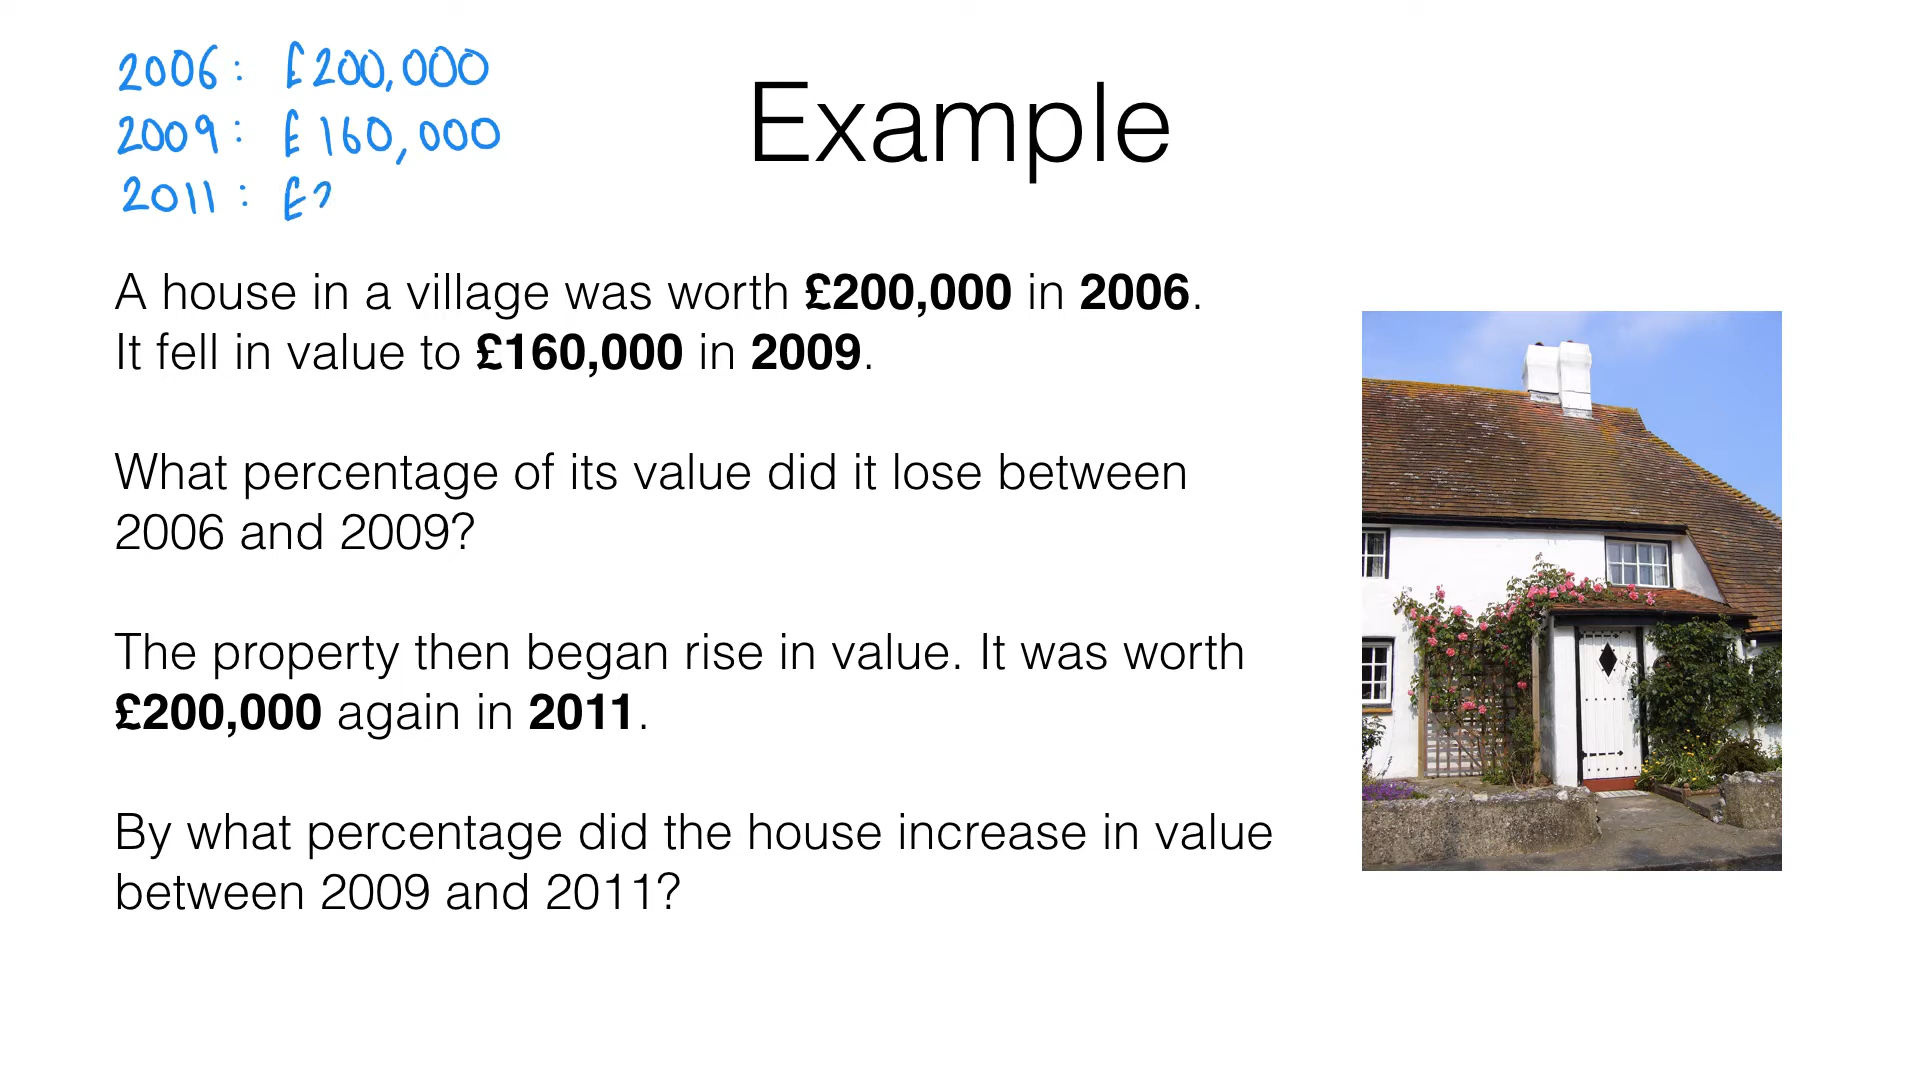 2006: £200,000
2009: £160,000
2011: £2
Example
A house in a village was worth £200,000 in 2006.
It fell in value to £160,000 in 2009.
What percentage of its value did it lose between
2006 and 2009?
The property then began rise in value. It was worth
£200,000 again in 2011.
By what percentage did the house increase in value
between 2009 and 2011?